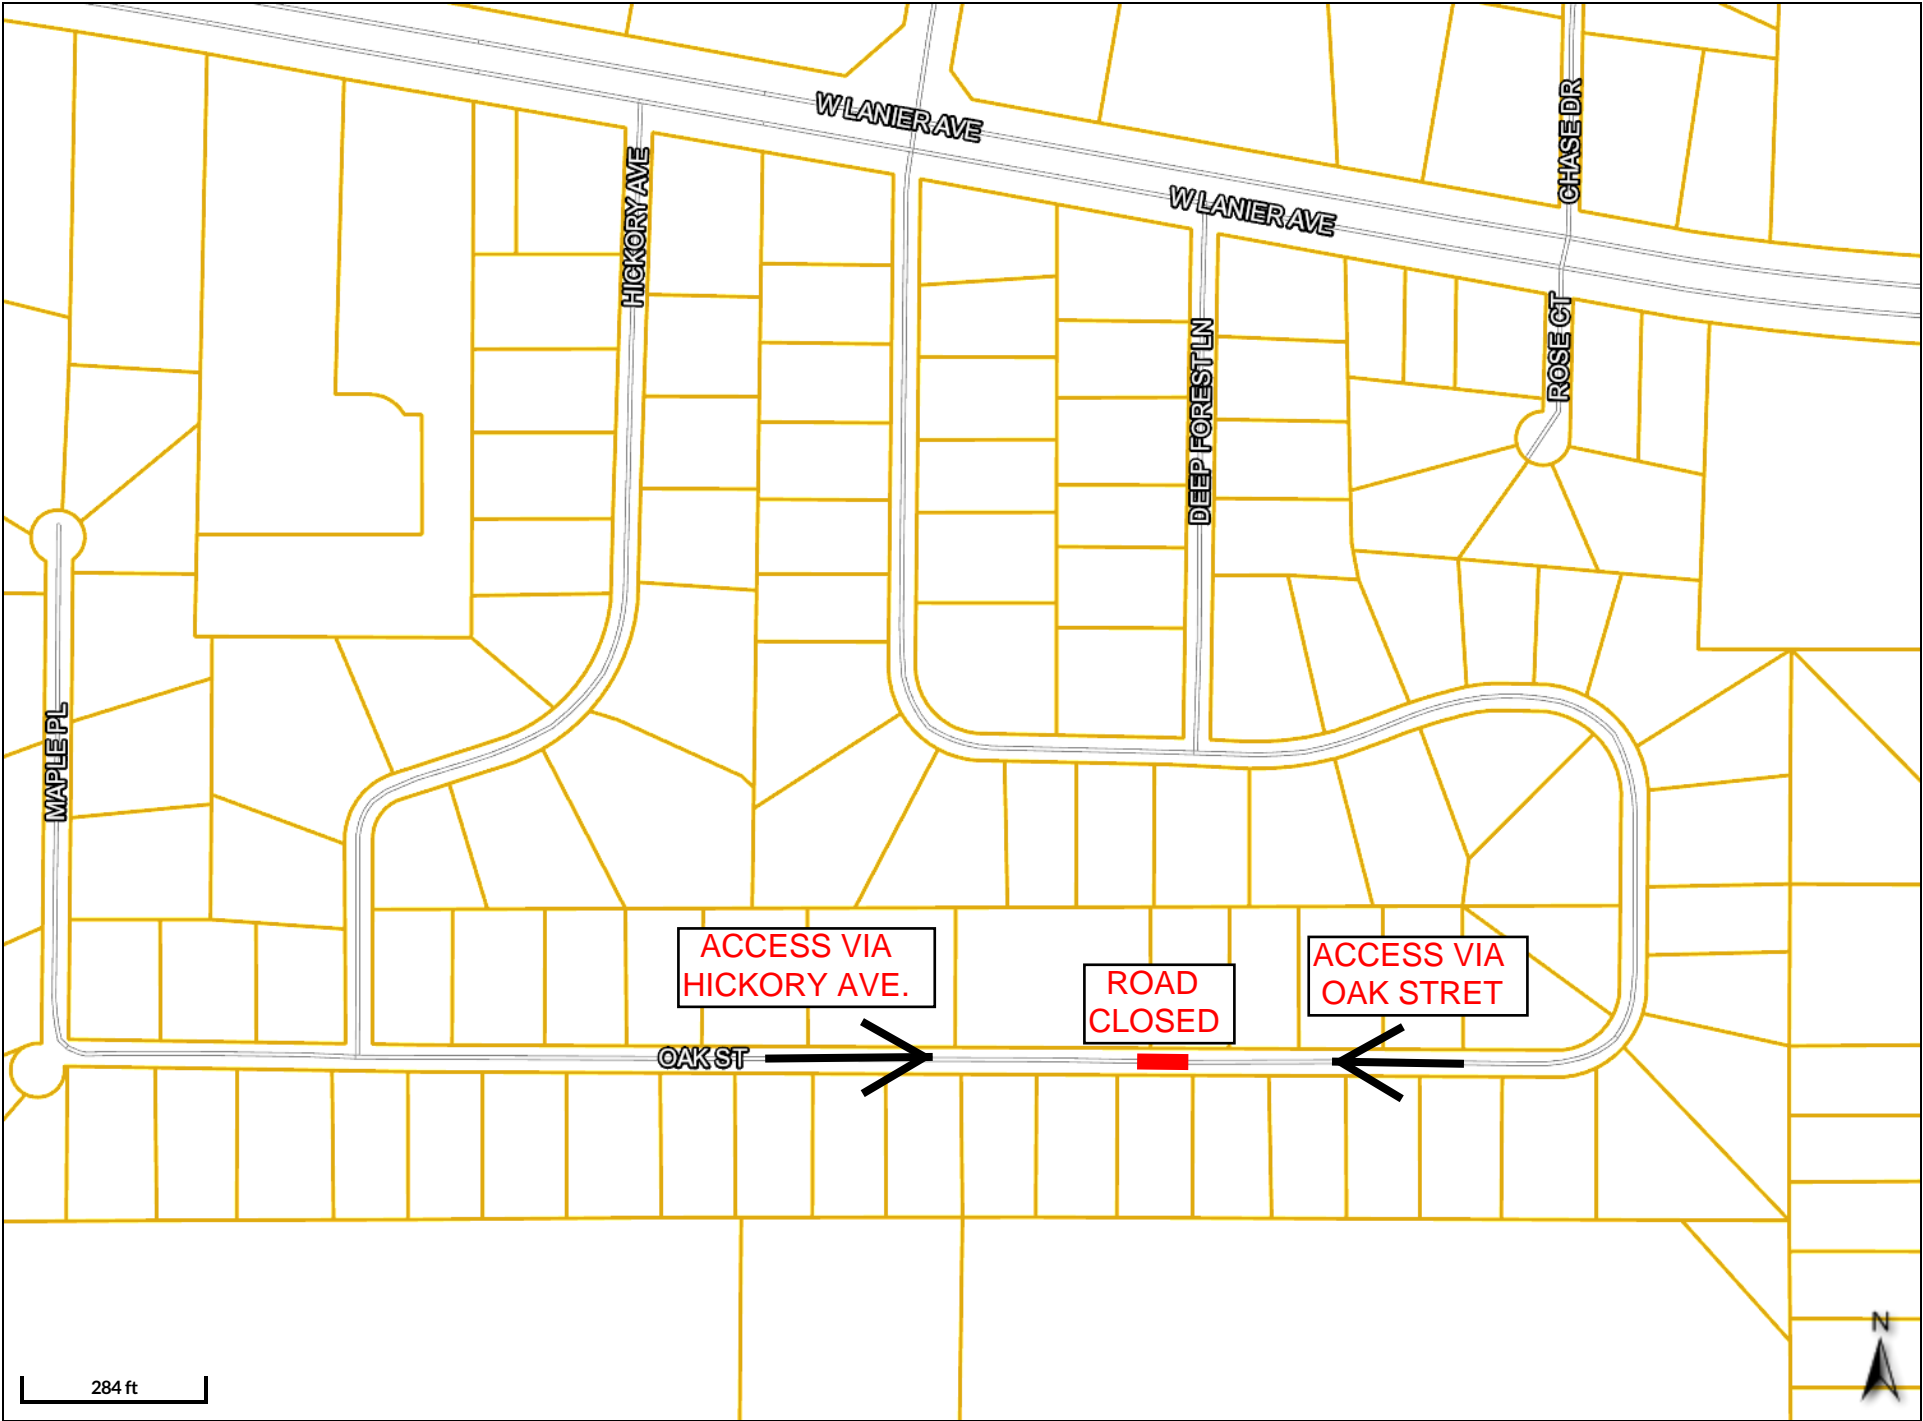 W LANIER AVE
CHASE DR
HICKORY AVE
W LANIER AVE
ROSE CT
DEEP FOREST LN
MAPLE PL
ACCESS VIA
HICKORY AVE.
ROAD
CLOSED
ACCESS VIA
OAK STRET
OAK ST
284 ft
N